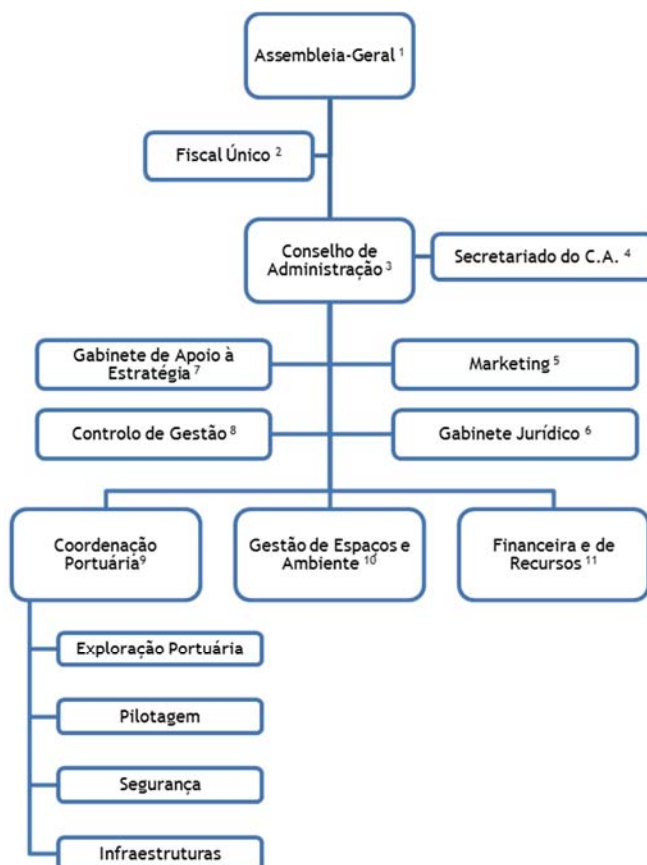 Assembleia-Geral 1
Fiscal Único 2
Conselho de
Administração 3
Secretariado do C.A. 4
Gabinete de Apoio à
Estratégia 7
Marketing 5
Controlo de Gestão 8
Gabinete Jurídico 6
Coordenação
Portuária9
Gestão de Espaços e
Ambiente 10
Financeira e de
Recursos 11
Exploração Portuária
Pilotagem
Segurança
Infraestruturas